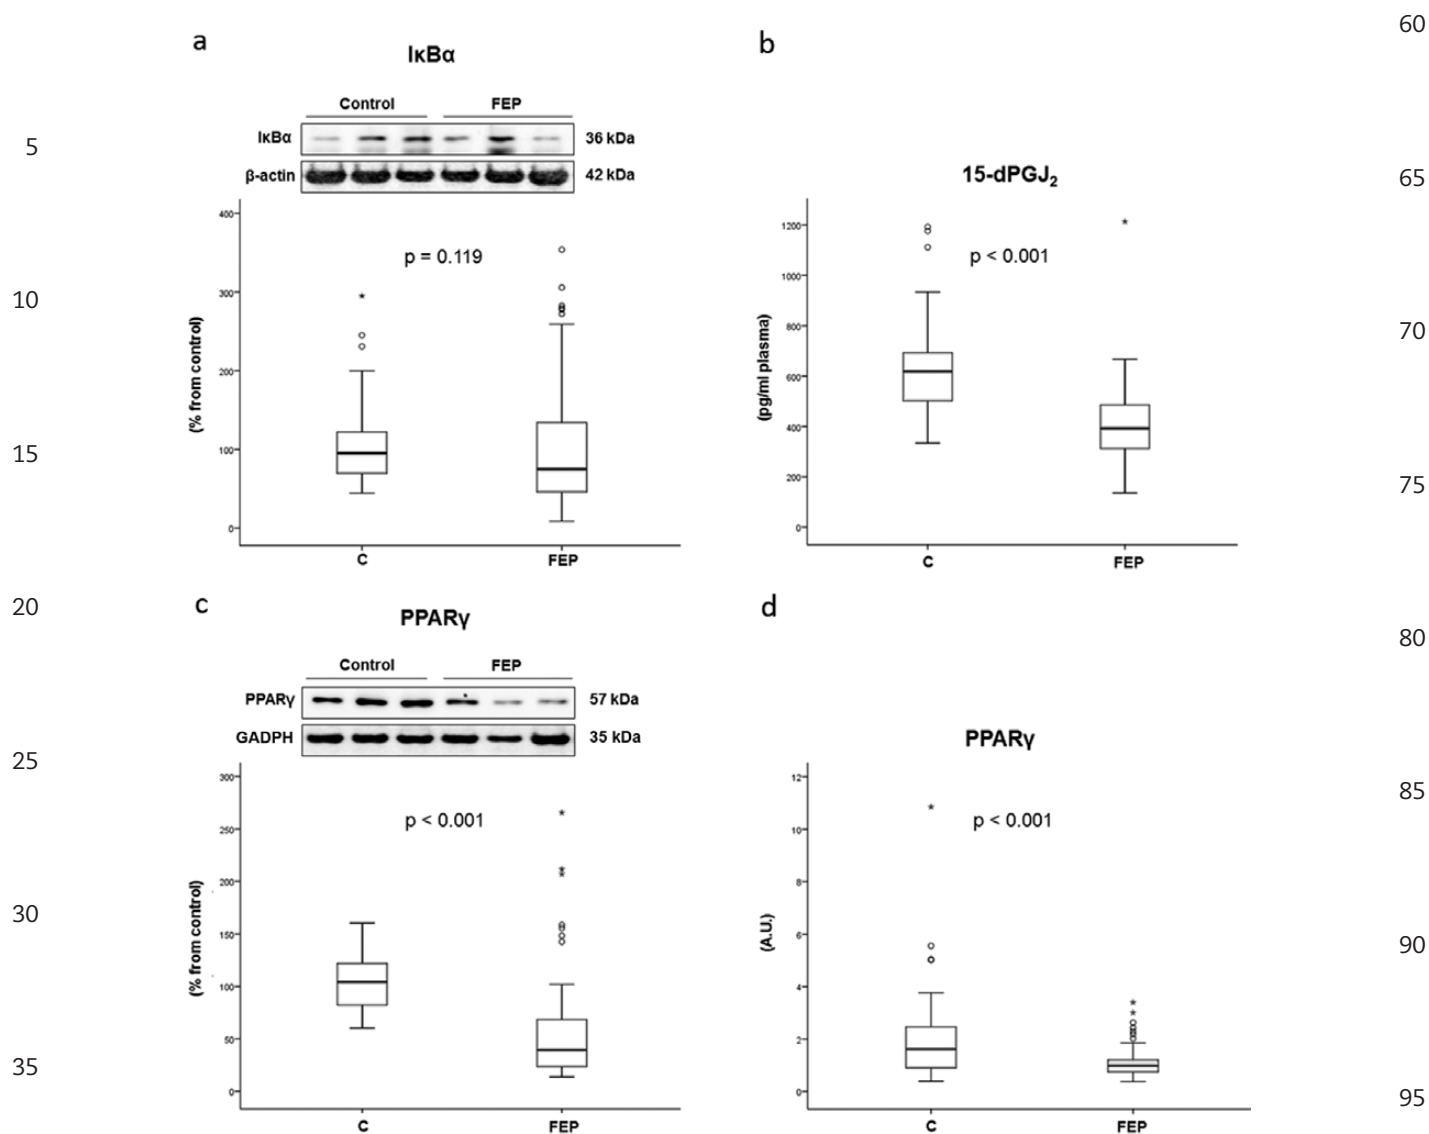 a
IκBα
Control FEP
IκBα 36 kDa
β-actin 42 kDa
400
300
200
100
0
p = 0.119
(% from control)
C FEP
b
15-dPGJ2
1200
1000
800
600
400
200
0
p < 0.001
(pg/ml plasma)
C FEP
c
PPARγ
Control FEP
PPARγ 57 kDa
GADPH 35 kDa
300
250
200
150
100
50
0
p < 0.001
(% from control)
C FEP
d
PPARγ
12
10
8
6
4
2
0
p < 0.001
(A.U.)
C FEP
5
10
15
20
25
30
35
60
65
70
75
80
85
90
95